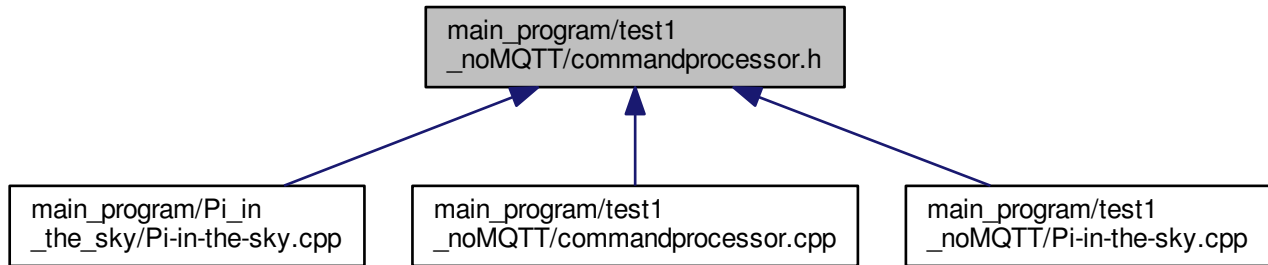 main_program/test1
_noMQTT/commandprocessor.h
main_program/Pi_in
_the_sky/Pi-in-the-sky.cpp
main_program/test1
_noMQTT/commandprocessor.cpp
main_program/test1
_noMQTT/Pi-in-the-sky.cpp